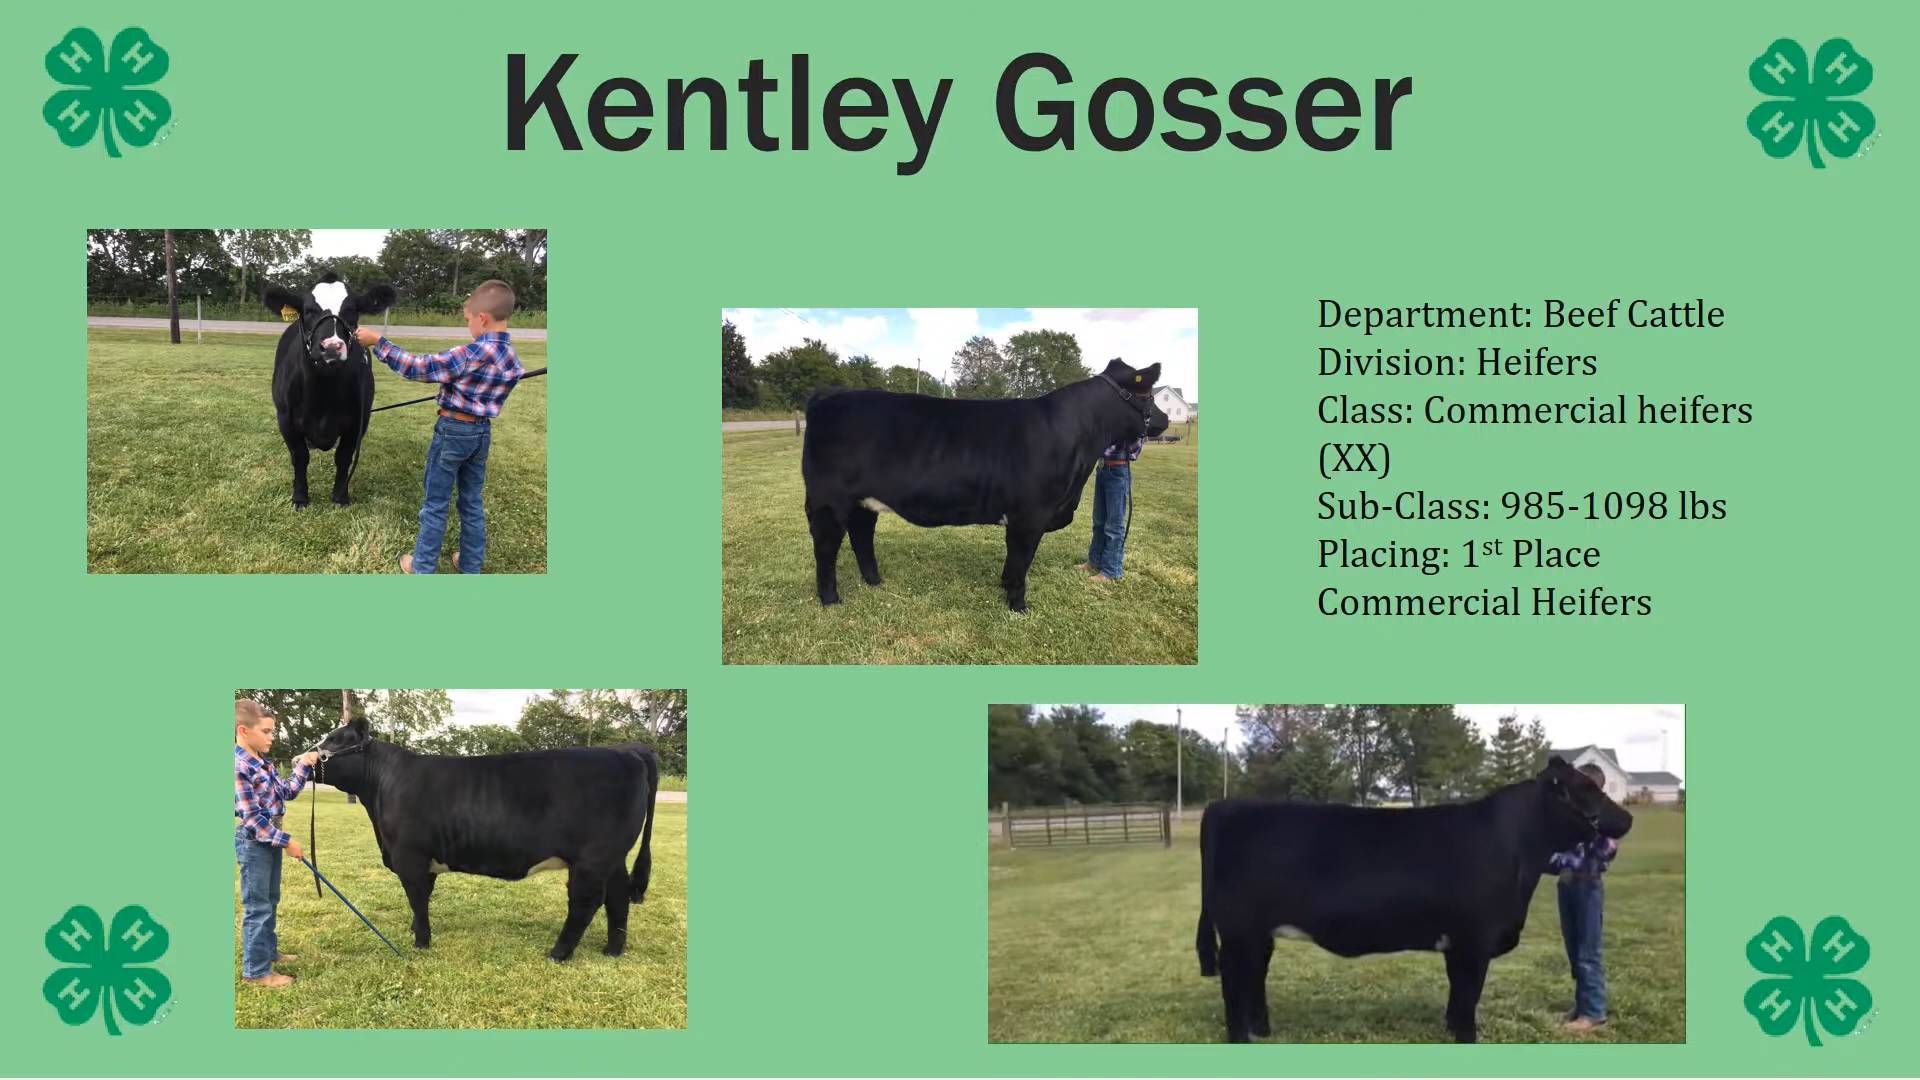 Kentley Gosser
Department: Beef Cattle
Division: Heifers
Class: Commercial heifers
(XX)
Sub-Class: 985-1098 lbs
Placing: 1st Place
Commercial Heifers
H H
H H
H H
H H
H H
H H
H H
H H